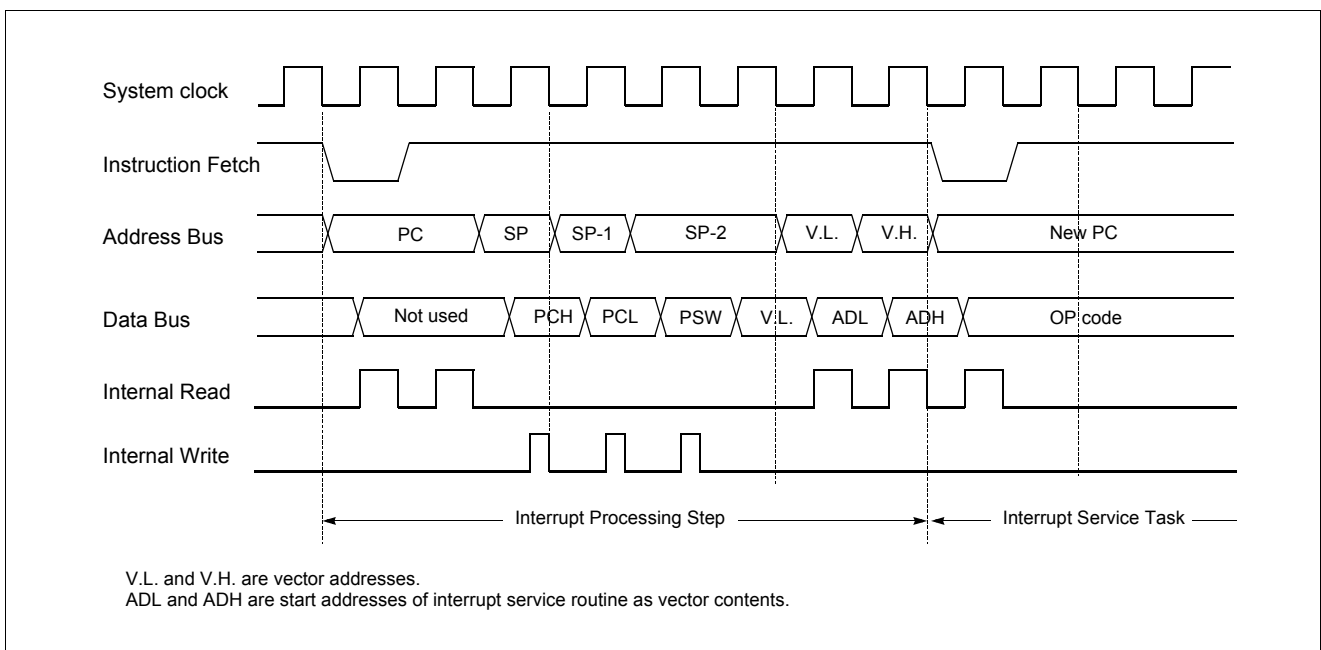 System clock
Instruction Fetch
Address Bus PC SP SP-1 SP-2 V.L. V.H. New PC
Data Bus Not used PCH PCL PSW V.L. ADL ADH OP code
Internal Read
Internal Write
Interrupt Processing Step Interrupt Service Task
V.L. and V.H. are vector addresses.
ADL and ADH are start addresses of interrupt service routine as vector contents.